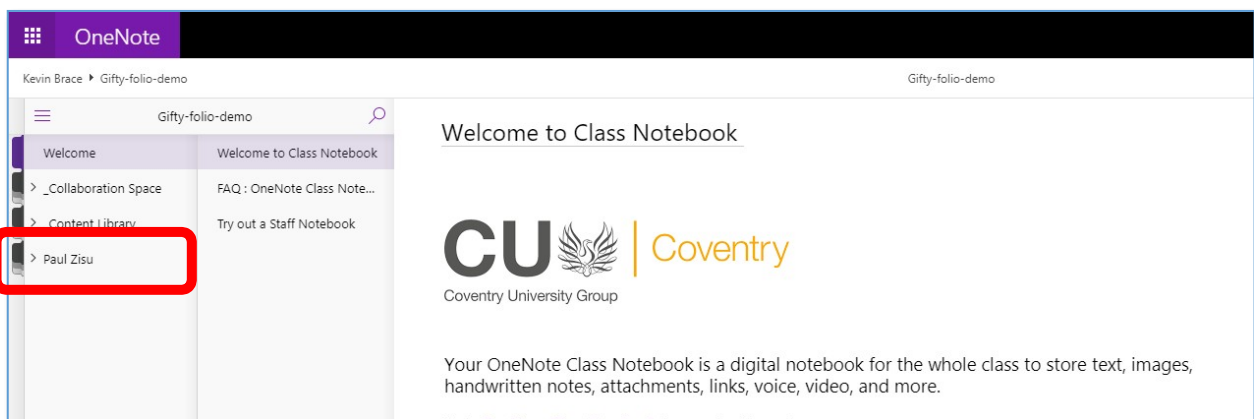 OneNote
Kevin Brace Gifty-folio-demo
Gifty-folio-demo
Gifty-folio-demo
Welcome
_Collaboration Space
_Content Library
Paul Zisu
Welcome to Class Notebook
FAQ : OneNote Class Note...
Try out a Staff Notebook
Welcome to Class Notebook
CU Coventry
Coventry University Group
Your OneNote Class Notebook is a digital notebook for the whole class to store text, images,
handwritten notes, attachments, links, voice, video, and more.